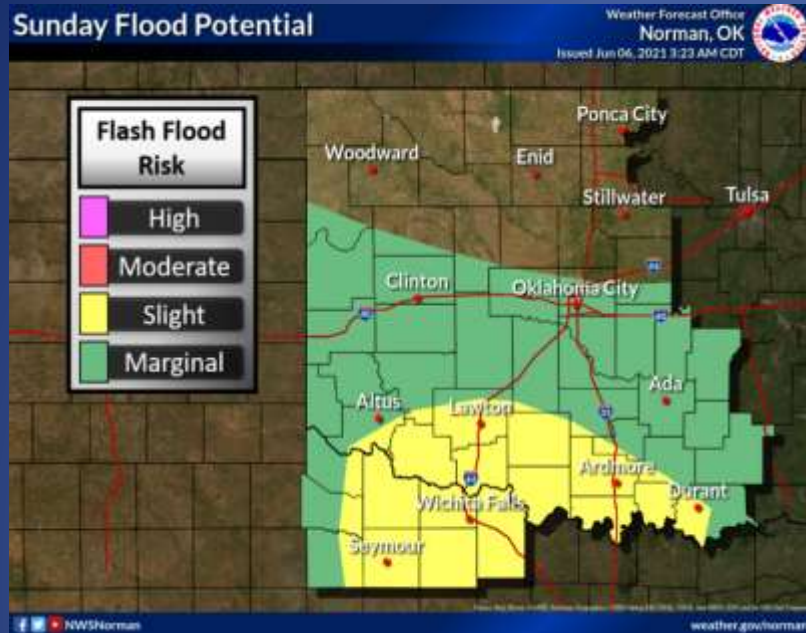 Sunday Flood Potential
Weather Forecast Office
Norman, OK
Issued Jun 06, 2021 3:23 AM CDT
Flash Flood
Risk
High
Moderate
Slight
Marginal
Ponca City
Woodward
Enid
Stillwater
Tulsa
Clinton
Oklahoma City
Ada
Altus
Lawton
Ardmore
Durant
Wichita Falls
Seymour
NWSNorman
weather.gov/norman